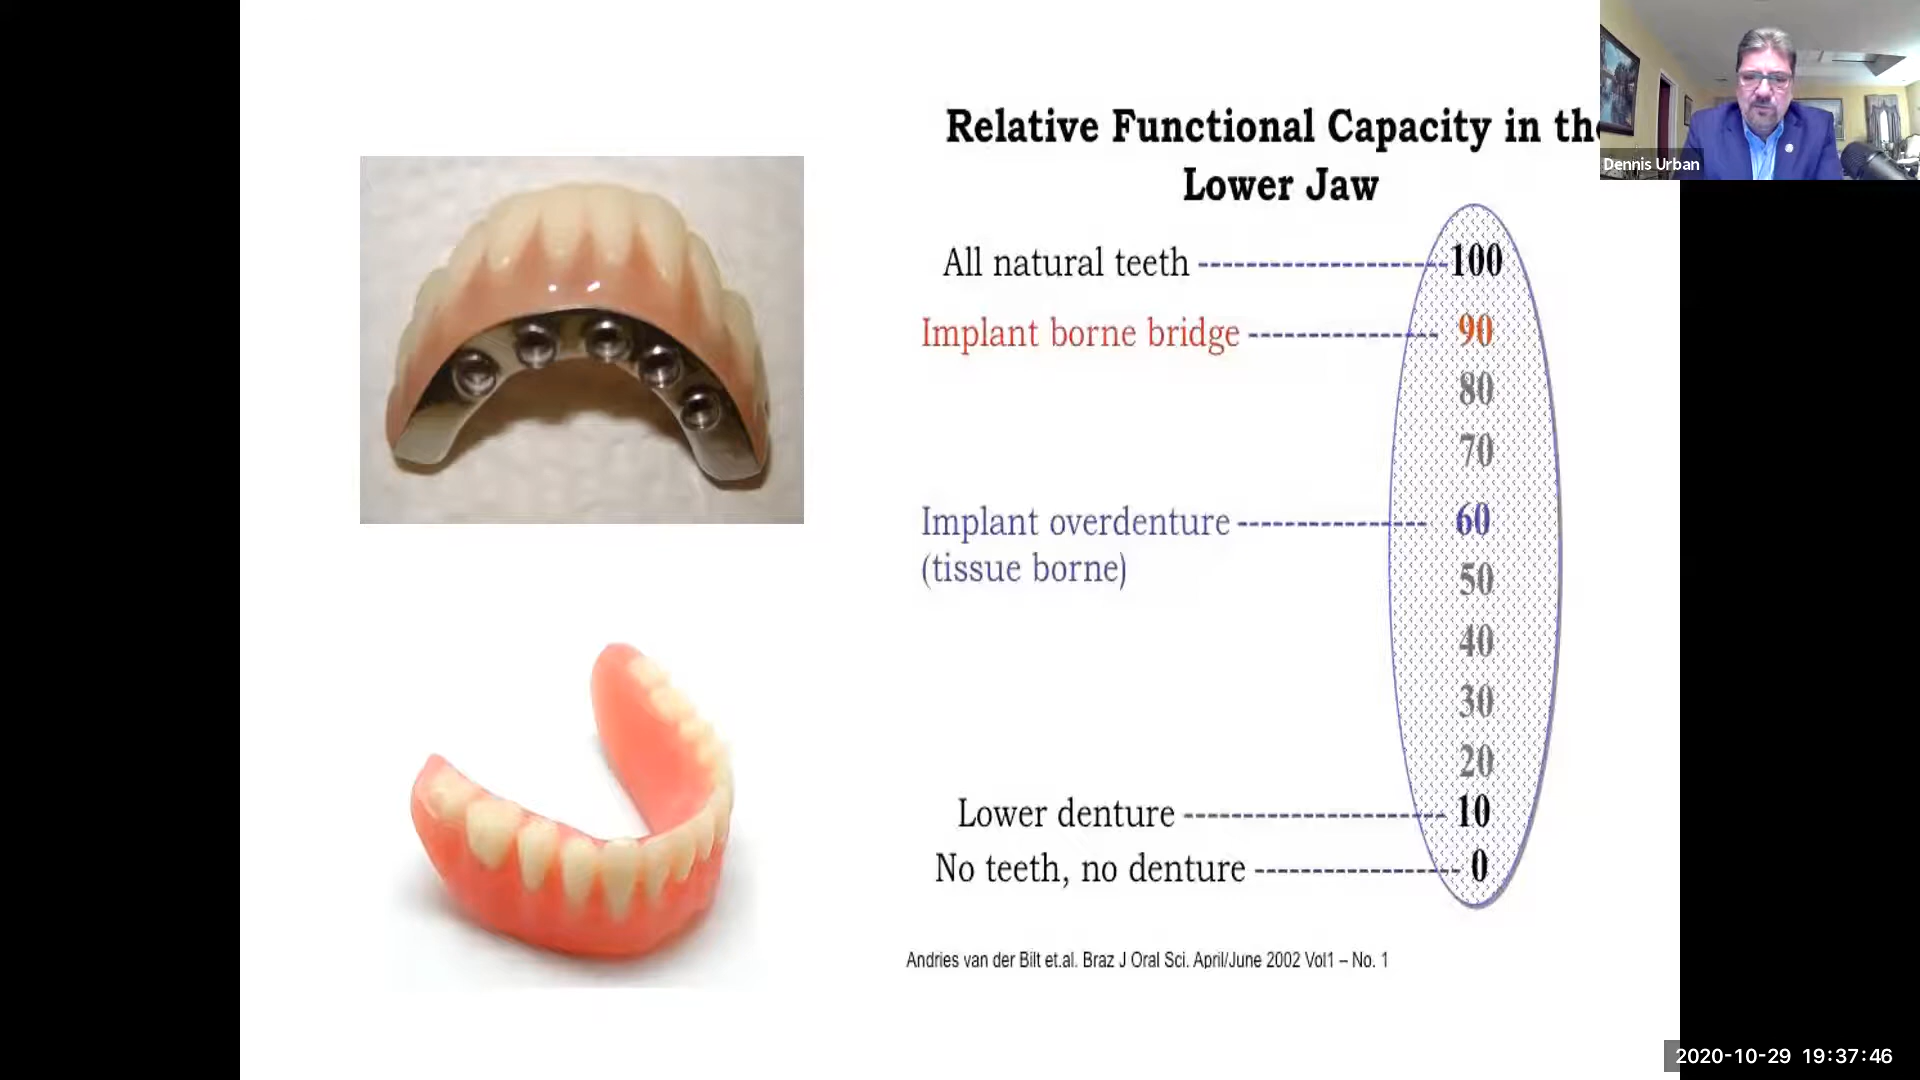 Relative Functional Capacity in the
Lower Jaw
All natural teeth 100
Implant borne bridge 90
80
70
Implant overdenture 60
(tissue borne)
50
40
30
20
Lower denture 10
No teeth, no denture 0
Andries van der Bilt et.al. Braz J Oral Sci. April/June 2002 Vol1 – No. 1
Dennis Urban
2020-10-29 19:37:46